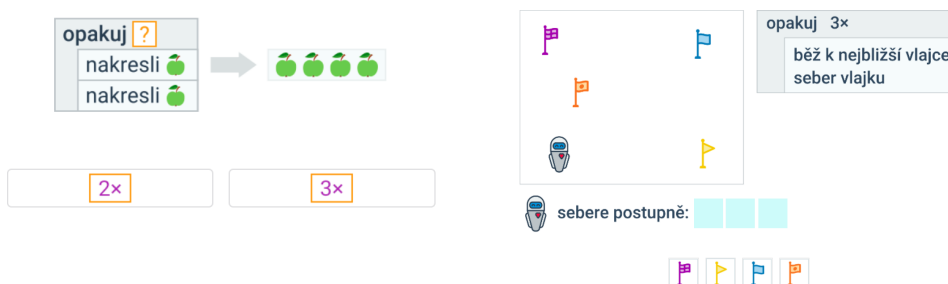 opakuj ?
nakresli
nakresli
2×
3×
opakuj 3×
běž k nejbližší vlajce
seber vlajku
sebere postupně: